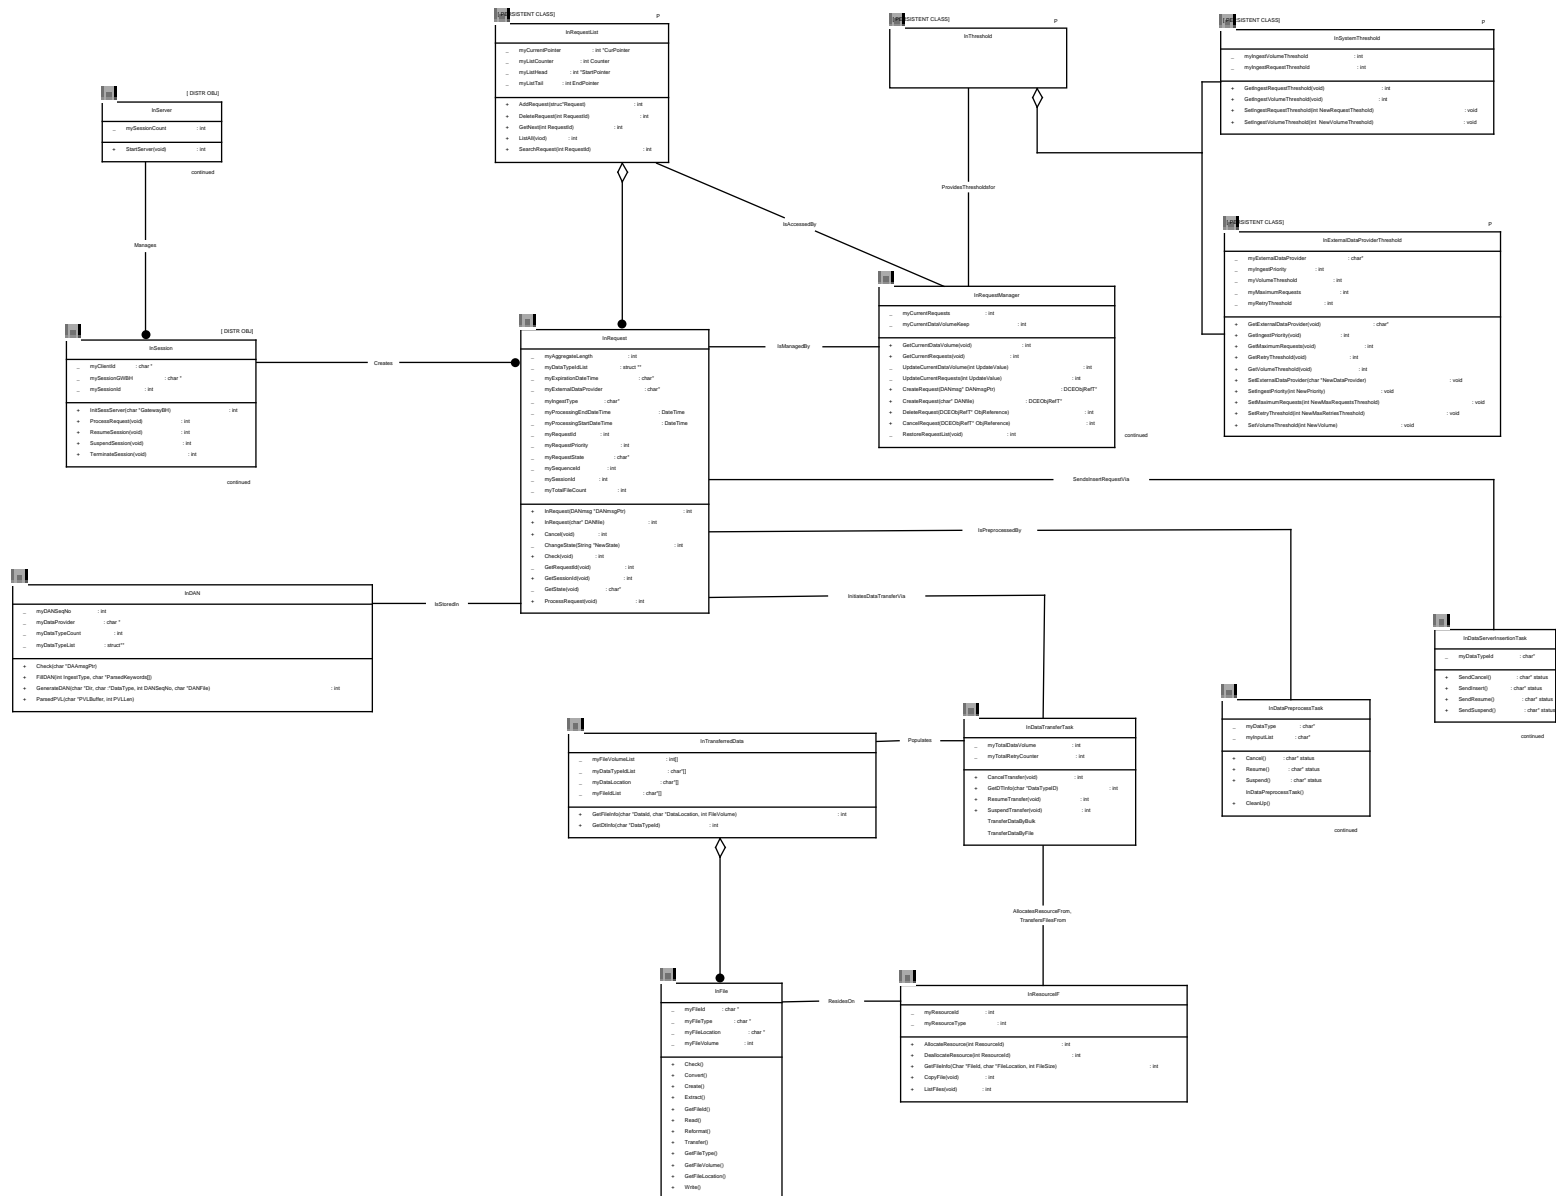 [ PERSISTENT CLASS] P
InRequestList
_ myCurrentPointer : int *CurPointer
_ myListCounter : int Counter
_ myListHead : int *StartPointer
_ myListTail : int EndPointer
+ AddRequest(struc*Request) : int
+ DeleteRequest(int RequestId) : int
+ GetNext(int RequestId) : int
+ ListAll(viod) : int
+ SearchRequest(int RequestId) : int
[ PERSISTENT CLASS] P
InThreshold
[ PERSISTENT CLASS] P
InSystemThreshold
_ myIngestVolumeThreshold : int
_ myIngestRequestThreshold : int
+ GetIngestRequestThreshold(void) : int
+ GetIngestVolumeThreshold(void) : int
+ SetIngestRequestThreshold(int NewRequestTheshold) : void
+ SetIngestVolumeThreshold(int NewVolumeThreshold) : void
[ DISTR OBJ]
InServer
_ mySessionCount : int
+ StartServer(void) : int
continued
Manages
IsAccessedBy
ProvidesThresholdsfor
[ PERSISTENT CLASS] P
InExternalDataProviderThreshold
_ myExternalDataProvider : char*
_ myIngestPriority : int
_ myVolumeThreshold : int
_ myMaximumRequests : int
_ myRetryThreshold : int
+ GetExternalDataProvider(void) : char*
+ GetIngestPriority(void) : int
+ GetMaximumRequests(void) : int
+ GetRetryThreshold(void) : int
+ GetVolumeThreshold(void) : int
+ SetExternalDataProvider(char *NewDataProvider) : void
+ SetIngestPriority(int NewPriority) : void
+ SetMaximumRequests(int NewMaxRequestsThreshold) : void
+ SetRetryThreshold(int NewMaxRetriesThreshold) : void
+ SetVolumeThreshold(int NewVolume) : void
InRequestManager
_ myCurrentRequests : int
_ myCurrentDataVolumeKeep : int
+ GetCurrentDataVolume(void) : int
+ GetCurrentRequests(void) : int
_ UpdateCurrentDataVolume(int UpdateValue) : int
_ UpdateCurrentRequests(int UpdateValue) : int
+ CreateRequest(DANmsg* DANmsgPtr) : DCEObjRefT*
+ CreateRequest(char* DANfile) : DCEObjRefT*
+ DeleteRequest(DCEObjRefT* ObjReference) : int
+ CancelRequest(DCEObjRefT* ObjReference) : int
_ RestoreRequestList(void) : int
continued
[ DISTR OBJ]
InSession
_ myClientId : char *
_ mySessionGWBH : char *
_ mySessionId : int
+ InitSessServer(char *GatewayBH) : int
+ ProcessRequest(void) : int
+ ResumeSession(void) : int
+ SuspendSession(void) : int
+ TerminateSession(void) : int
continued
Creates
IsManagedBy
InRequest
_ myAggregateLength : int
_ myDataTypeIdList : struct **
_ myExpirationDateTime : char*
_ myExternalDataProvider : char*
_ myIngestType : char*
_ myProcessingEndDateTime : DateTime
_ myProcessingStartDateTime : DateTime
_ myRequestId : int
_ myRequestPriority : int
_ myRequestState : char*
_ mySequenceId : int
_ mySessionId : int
_ myTotalFileCount : int
+ InRequest(DANmsg *DANmsgPtr) : int
+ InRequest(char* DANfile) : int
+ Cancel(void) : int
_ ChangeState(String *NewState) : int
+ Check(void) : int
_ GetRequestId(void) : int
+ GetSessionId(void) : int
_ GetState(void) : char*
+ ProcessRequest(void) : int
SendsInsertRequestVia
IsPreprocessedBy
InitiatesDataTransferVia
IsStoredIn
InDAN
_ myDANSeqNo : int
_ myDataProvider : char *
_ myDataTypeCount : int
_ myDataTypeList : struct**
+ Check(char *DAAmsgPtr)
+ FillDAN(int IngestType, char *ParsedKeywords[])
+ GenerateDAN(char *Dir, char :*DataType, int DANSeqNo, char *DANFile) : int
+ ParsedPVL(char *PVLBuffer, int PVLLen)
InDataServerInsertionTask
_ myDataTypeId : char*
+ SendCancel() : char* status
+ SendInsert() : char* status
+ SendResume() : char* status
+ SendSuspend() : char* status
continued
InDataPreprocessTask
_ myDataType : char*
_ myInputList : char*
+ Cancel() : char* status
+ Resume() : char* status
+ Suspend() : char* status
InDataPreprocessTask()
+ CleanUp()
continued
InDataTransferTask
_ myTotalDataVolume : int
_ myTotalRetryCounter : int
+ CancelTransfer(void) : int
+ GetDTInfo(char *DataTypeID) : int
+ ResumeTransfer(void) : int
+ SuspendTransfer(void) : int
TransferDataByBulk
TransferDataByFile
Populates
InTransferredData
_ myFileVolumeList : int[]
_ myDataTypeIdList : char*[]
_ myDataLocation : char*[]
_ myFileIdList : char*[]
+ GetFileInfo(char *DataId, char *DataLocation, int FileVolume) : int
+ GetDtInfo(char *DataTypeId) : int
AllocatesResourceFrom,
TransfersFilesFrom
InFile
_ myFileId : char *
_ myFileType : char *
_ myFileLocation : char *
_ myFileVolume : int
+ Check()
+ Convert()
+ Create()
+ Extract()
+ GetFileId()
+ Read()
+ Reformat()
+ Transfer()
+ GetFileType()
+ GetFileVolume()
+ GetFileLocation()
+ Write()
ResidesOn
InResourceIF
_ myResourceId : int
_ myResourceType : int
+ AllocateResource(int ResourceId) : int
+ DeallocateResource(int ResourceId) : int
+ GetFileInfo(Char *FileId, char *FileLocation, int FileSize) : int
+ CopyFile(void) : int
+ ListFiles(void) : int